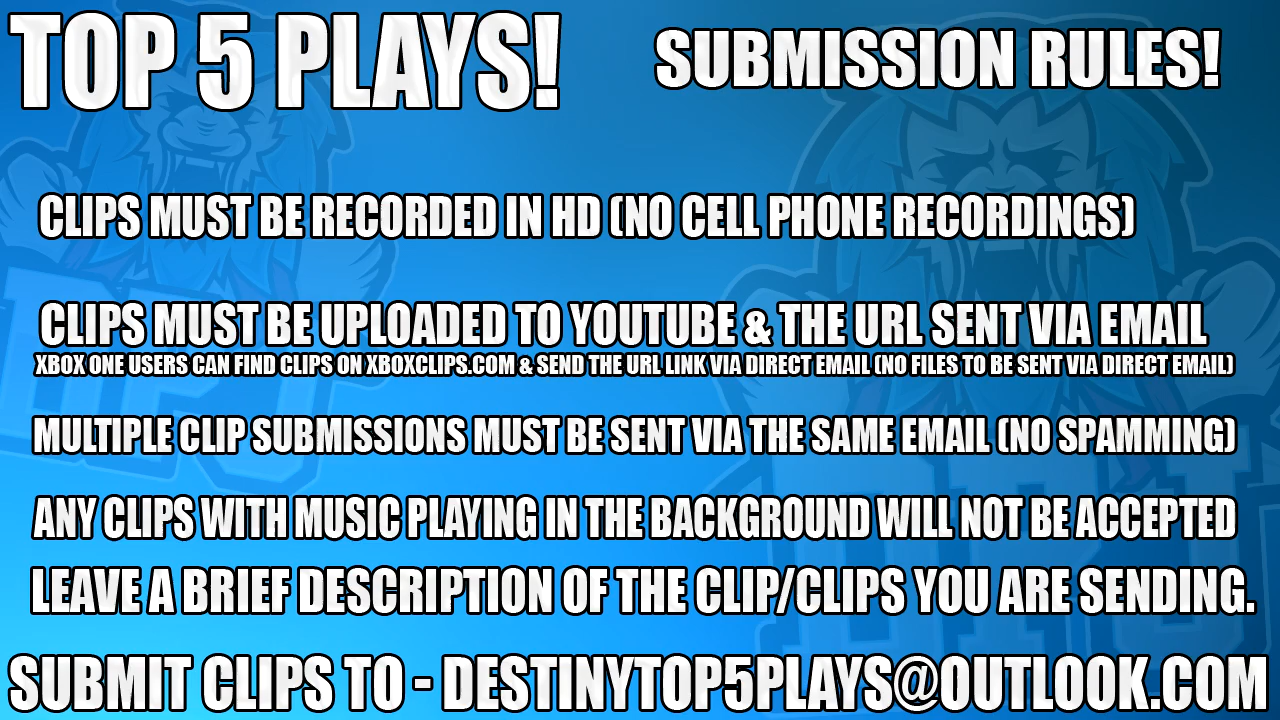 TOP 5 PLAYS!
SUBMISSION RULES!
CLIPS MUST BE RECORDED IN HD (NO CELL PHONE RECORDINGS)
CLIPS MUST BE UPLOADED TO YOUTUBE & THE URL SENT VIA EMAIL
XBOX ONE USERS CAN FIND CLIPS ON XBOXCLIPS.COM & SEND THE URL LINK VIA DIRECT EMAIL (NO FILES TO BE SENT VIA DIRECT EMAIL)
MULTIPLE CLIP SUBMISSIONS MUST BE SENT VIA THE SAME EMAIL (NO SPAMMING)
ANY CLIPS WITH MUSIC PLAYING IN THE BACKGROUND WILL NOT BE ACCEPTED
LEAVE A BRIEF DESCRIPTION OF THE CLIP/CLIPS YOU ARE SENDING.
SUBMIT CLIPS TO - DESTINYTOP5PLAYS@OUTLOOK.COM